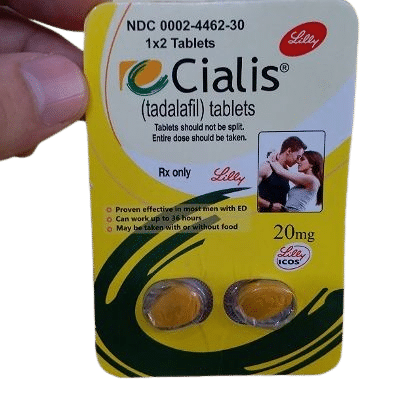 NDC 0002-4462-30
1x2 Tablets
Lilly
Cialis®
(tadalafil) tablets
Tablets should not be split.
Entire dose should be taken.
Rx only
Lilly
Proven effective in most men with ED
Can work up to 36 hours
May be taken with or without food
20mg
Lilly
ICOS